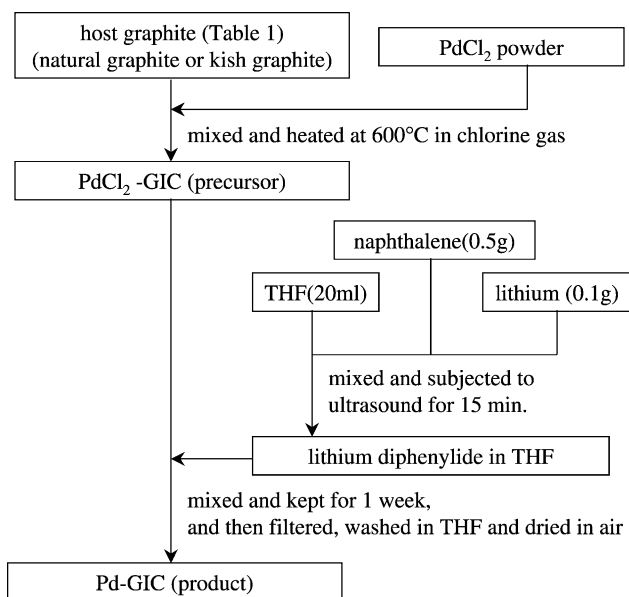 host graphite (Table 1)
(natural graphite or kish graphite)
PdCl2 powder
mixed and heated at 600°C in chlorine gas
PdCl2 -GIC (precursor)
naphthalene(0.5g)
THF(20ml)
lithium (0.1g)
mixed and subjected to
ultrasound for 15 min.
lithium diphenylide in THF
mixed and kept for 1 week,
and then filtered, washed in THF and dried in air
Pd-GIC (product)